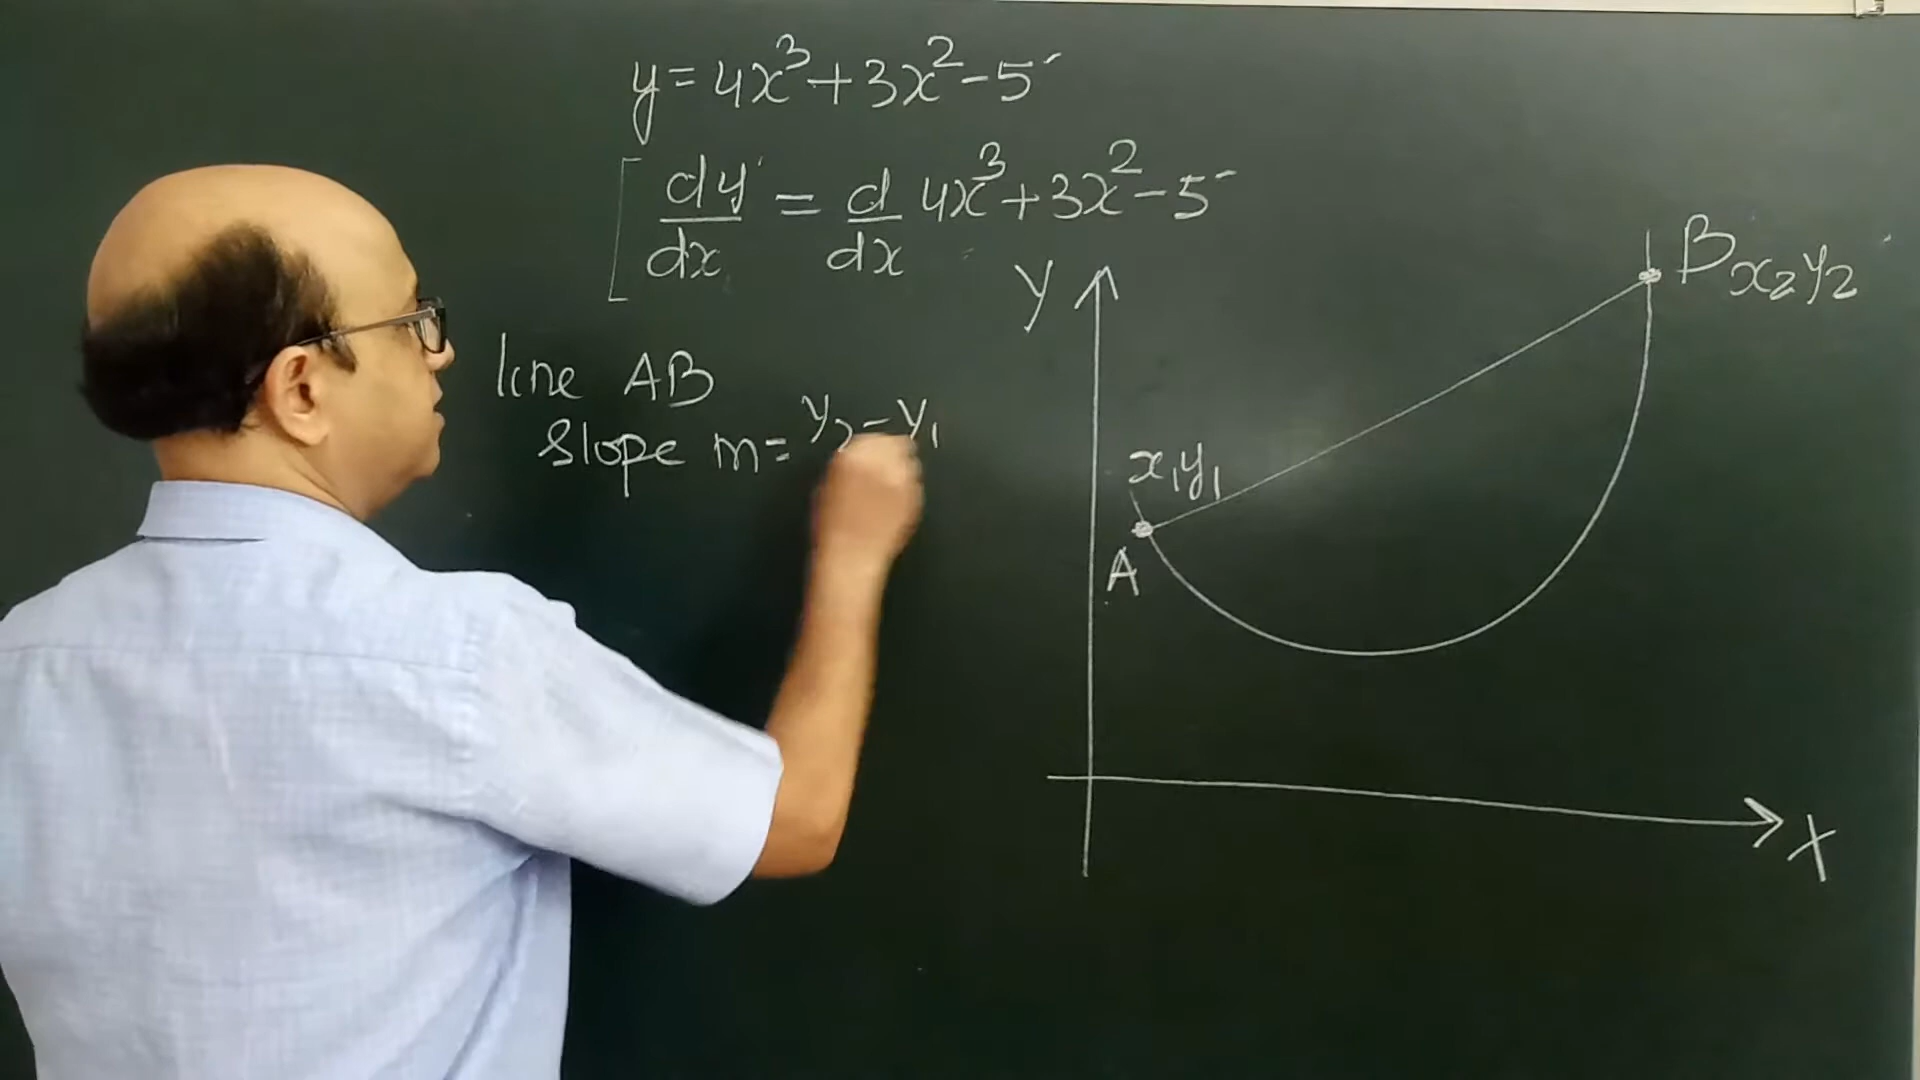 y=4x³+3x²-5
dy/dx = d/dx 4x³+3x²-5
line AB
Slope m= y₂-y₁
Y
B x₂y₂
x₁y₁
A
X